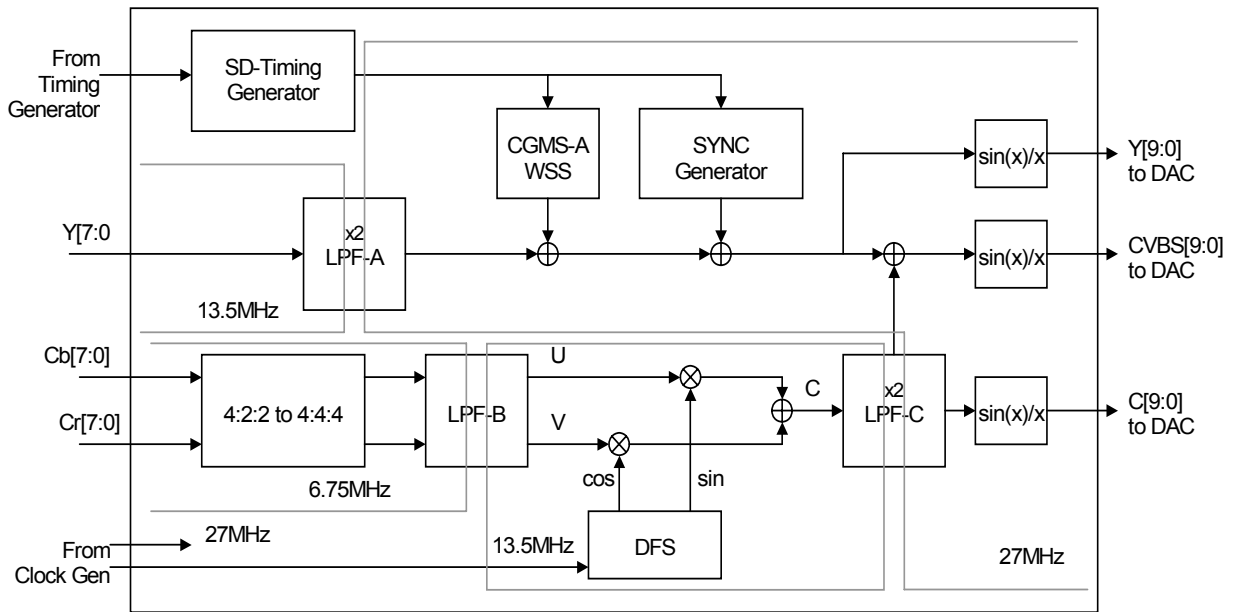 From
Timing
Generator
SD-Timing
Generator
CGMS-A
WSS
SYNC
Generator
sin(x)/x
Y[9:0]
to DAC
Y[7:0
x2
LPF-A
sin(x)/x
CVBS[9:0]
to DAC
13.5MHz
Cb[7:0]
Cr[7:0]
4:2:2 to 4:4:4
LPF-B
U
V
C
x2
LPF-C
sin(x)/x
C[9:0]
to DAC
cos
sin
6.75MHz
27MHz
From
Clock Gen
13.5MHz
DFS
27MHz